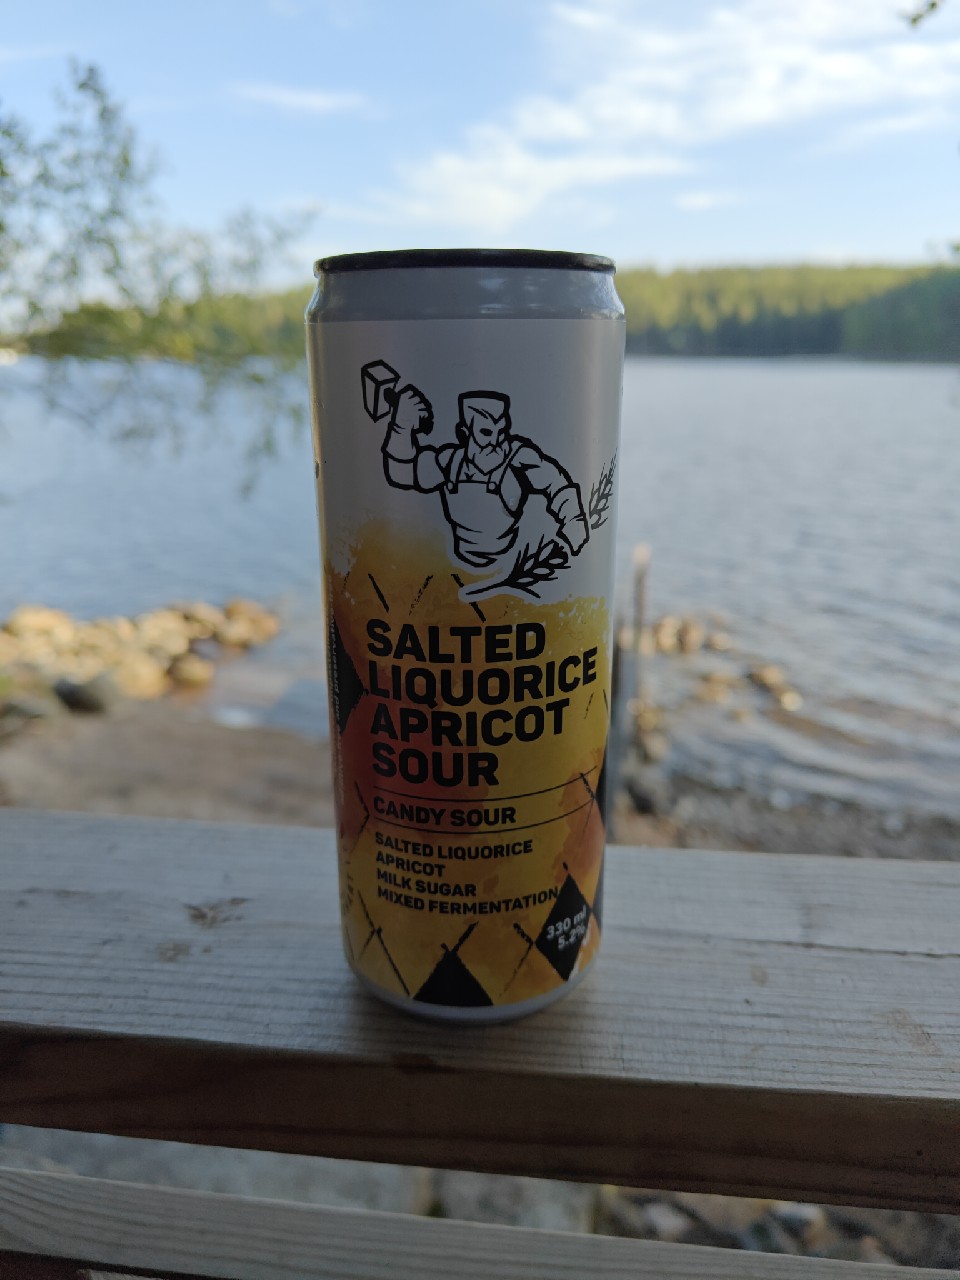 SALTED
LIQUORICE
APRICOT
SOUR
CANDY SOUR
SALTED LIQUORICE
APRICOT
MILK SUGAR
MIXED FERMENTATION
330 ml
5.2%